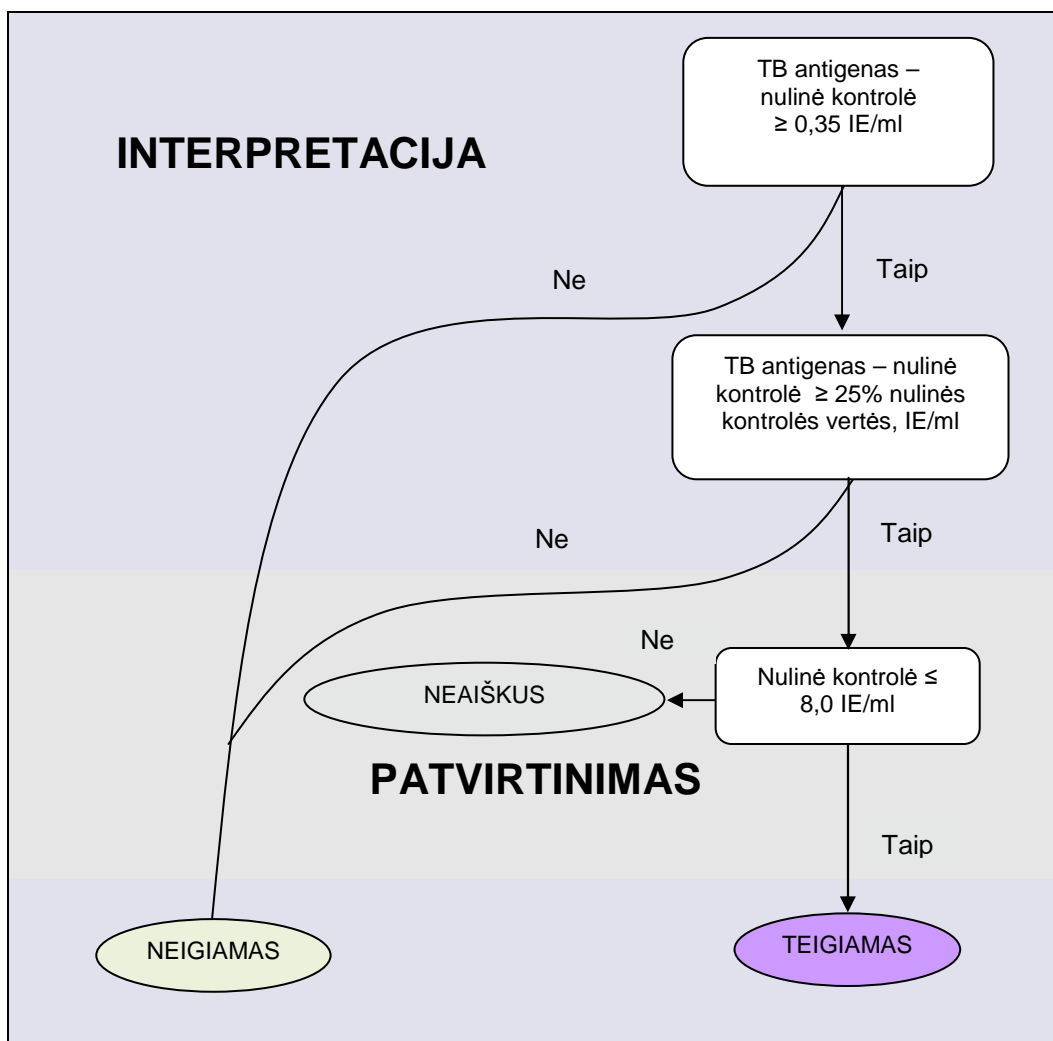 TB antigenas –
nulinė kontrolė
≥ 0,35 IE/ml
INTERPRETACIJA
Ne
Taip
TB antigenas – nulinė
kontrolė ≥ 25% nulinės
kontrolės vertės, IE/ml
Ne
Taip
Ne
Nulinė kontrolė ≤
8,0 IE/ml
NEAIŠKUS
PATVIRTINIMAS
Taip
NEIGIAMAS
TEIGIAMAS